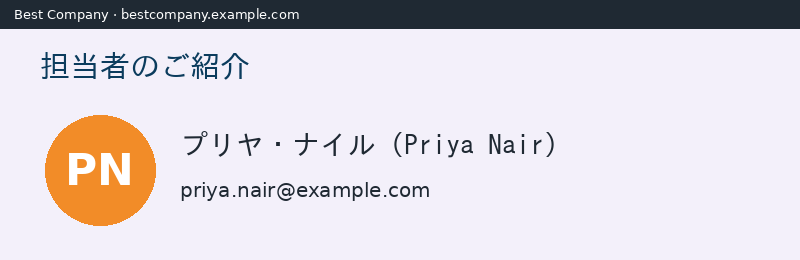 Best Company · bestcompany.example.com
担当者のご紹介
PN
プリヤ・ナイル (Priya Nair)
priya.nair@example.com